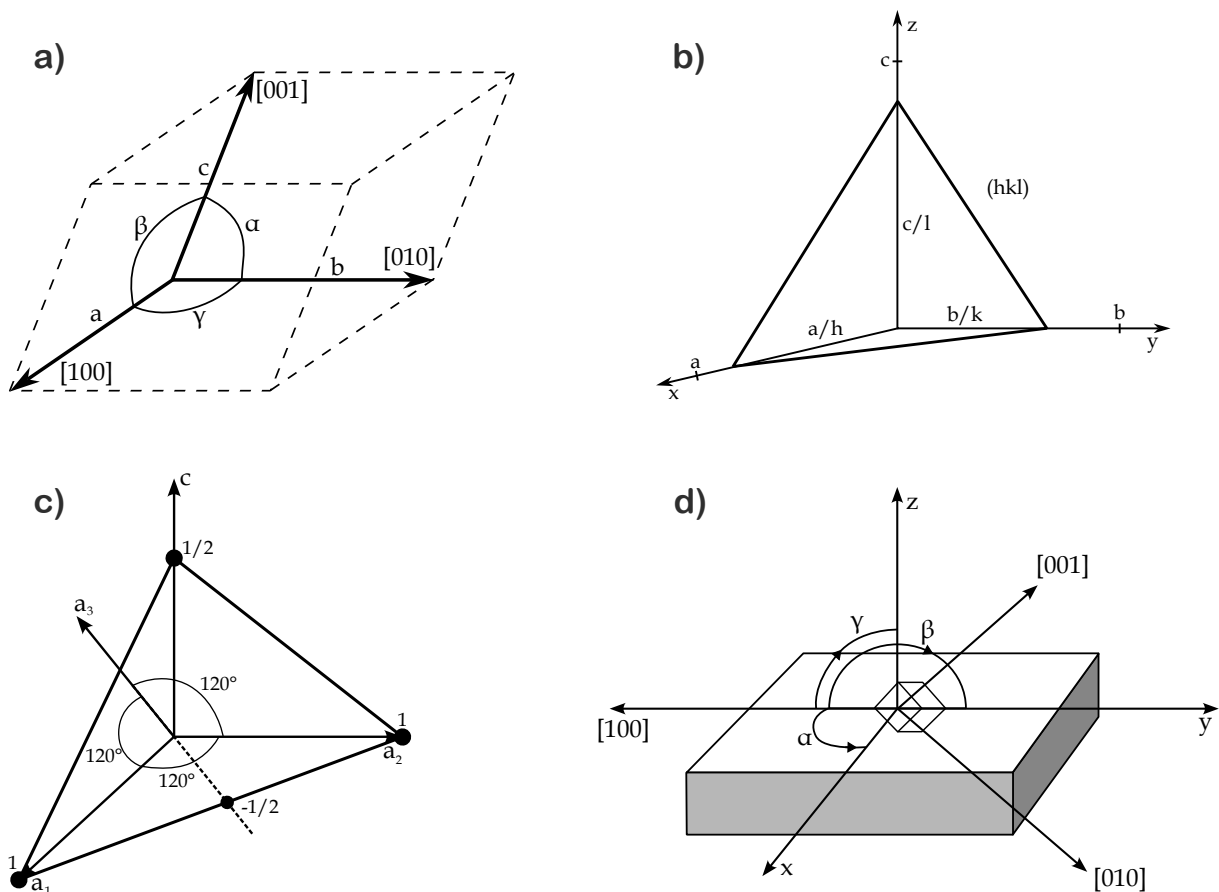 a)
[001]
c
β
α
[010]
b
a
γ
[100]
b)
z
c
(hkl)
c/l
a/h
b/k
b
y
a
x
c)
c
1/2
a₃
120°
120°
120°
1
a₂
-1/2
1
a₁
d)
z
[001]
γ
β
[100]
y
α
x
[010]